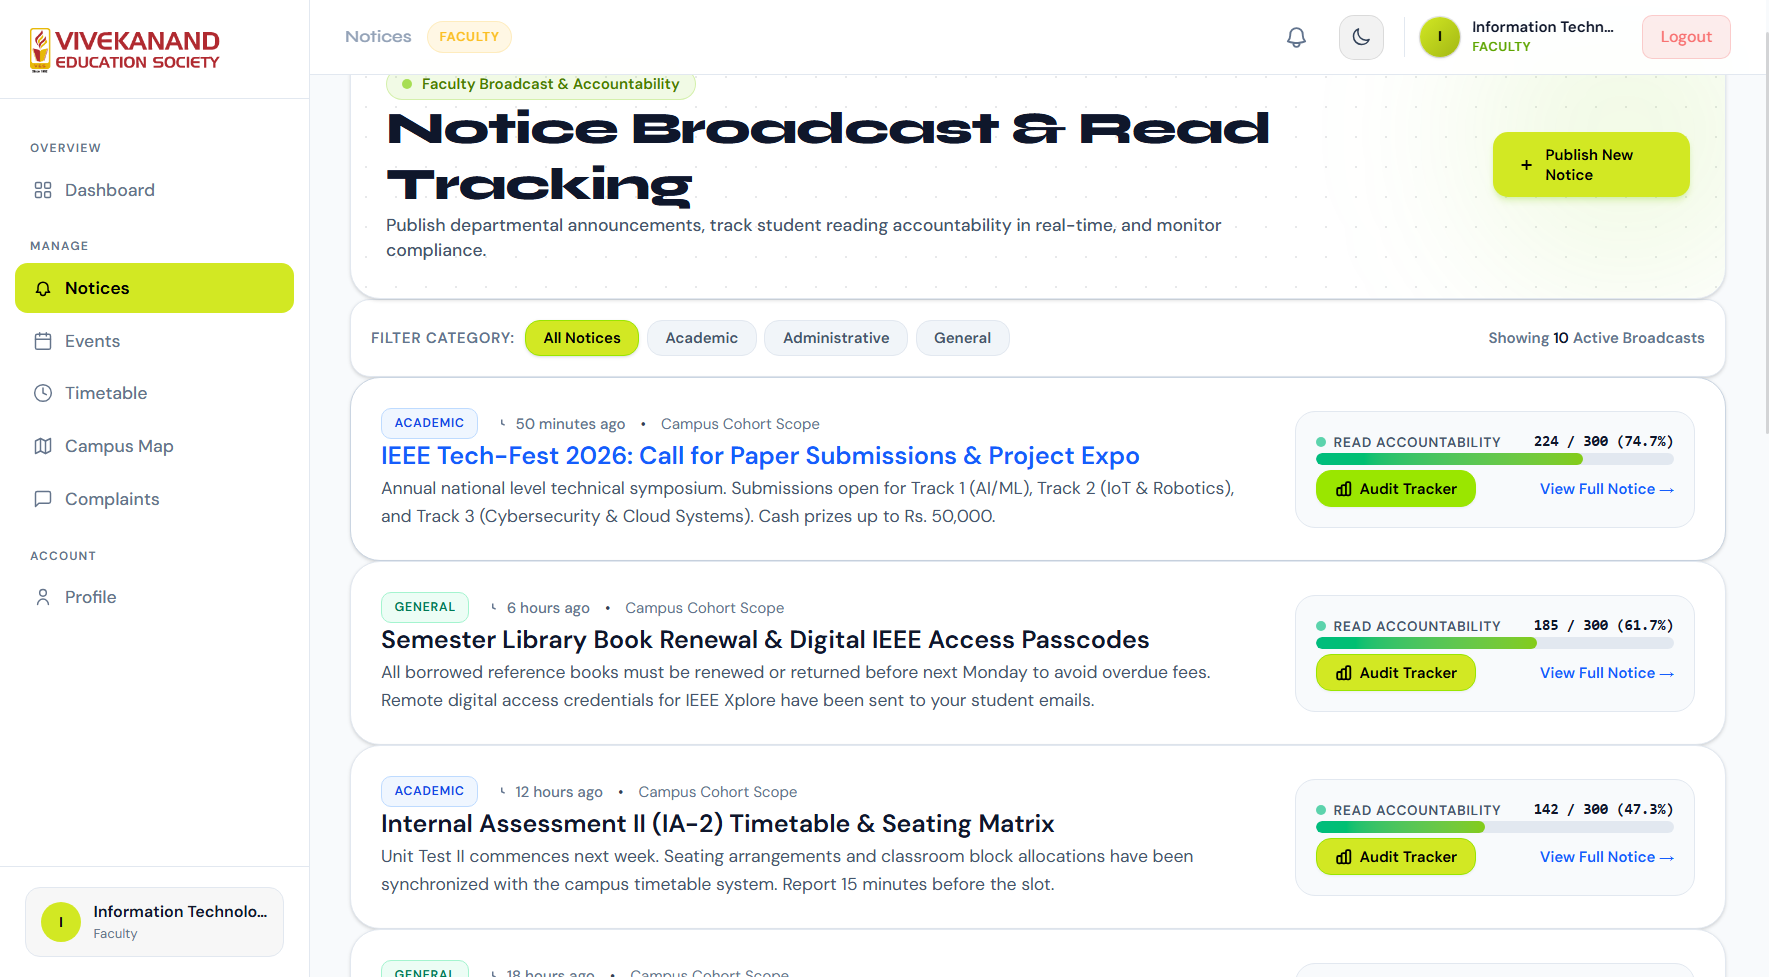 VIVEKANAND
EDUCATION SOCIETY
OVERVIEW
Dashboard
MANAGE
Notices
Events
Timetable
Campus Map
Complaints
ACCOUNT
Profile
I
Information Technolo...
Faculty
Notices
FACULTY
I
Information Techn...
FACULTY
Logout
Faculty Broadcast & Accountability
Notice Broadcast & Read
Tracking
Publish departmental announcements, track student reading accountability in real-time, and monitor
compliance.
+ Publish New
Notice
FILTER CATEGORY: All Notices Academic Administrative General
Showing 10 Active Broadcasts
ACADEMIC 50 minutes ago • Campus Cohort Scope
IEEE Tech-Fest 2026: Call for Paper Submissions & Project Expo
Annual national level technical symposium. Submissions open for Track 1 (AI/ML), Track 2 (IoT & Robotics),
and Track 3 (Cybersecurity & Cloud Systems). Cash prizes up to Rs. 50,000.
READ ACCOUNTABILITY 224 / 300 (74.7%)
Audit Tracker View Full Notice →
GENERAL 6 hours ago • Campus Cohort Scope
Semester Library Book Renewal & Digital IEEE Access Passcodes
All borrowed reference books must be renewed or returned before next Monday to avoid overdue fees.
Remote digital access credentials for IEEE Xplore have been sent to your student emails.
READ ACCOUNTABILITY 185 / 300 (61.7%)
Audit Tracker View Full Notice →
ACADEMIC 12 hours ago • Campus Cohort Scope
Internal Assessment II (IA-2) Timetable & Seating Matrix
Unit Test II commences next week. Seating arrangements and classroom block allocations have been
synchronized with the campus timetable system. Report 15 minutes before the slot.
READ ACCOUNTABILITY 142 / 300 (47.3%)
Audit Tracker View Full Notice →
GENERAL 18 hours ago • Campus Cohort Scope